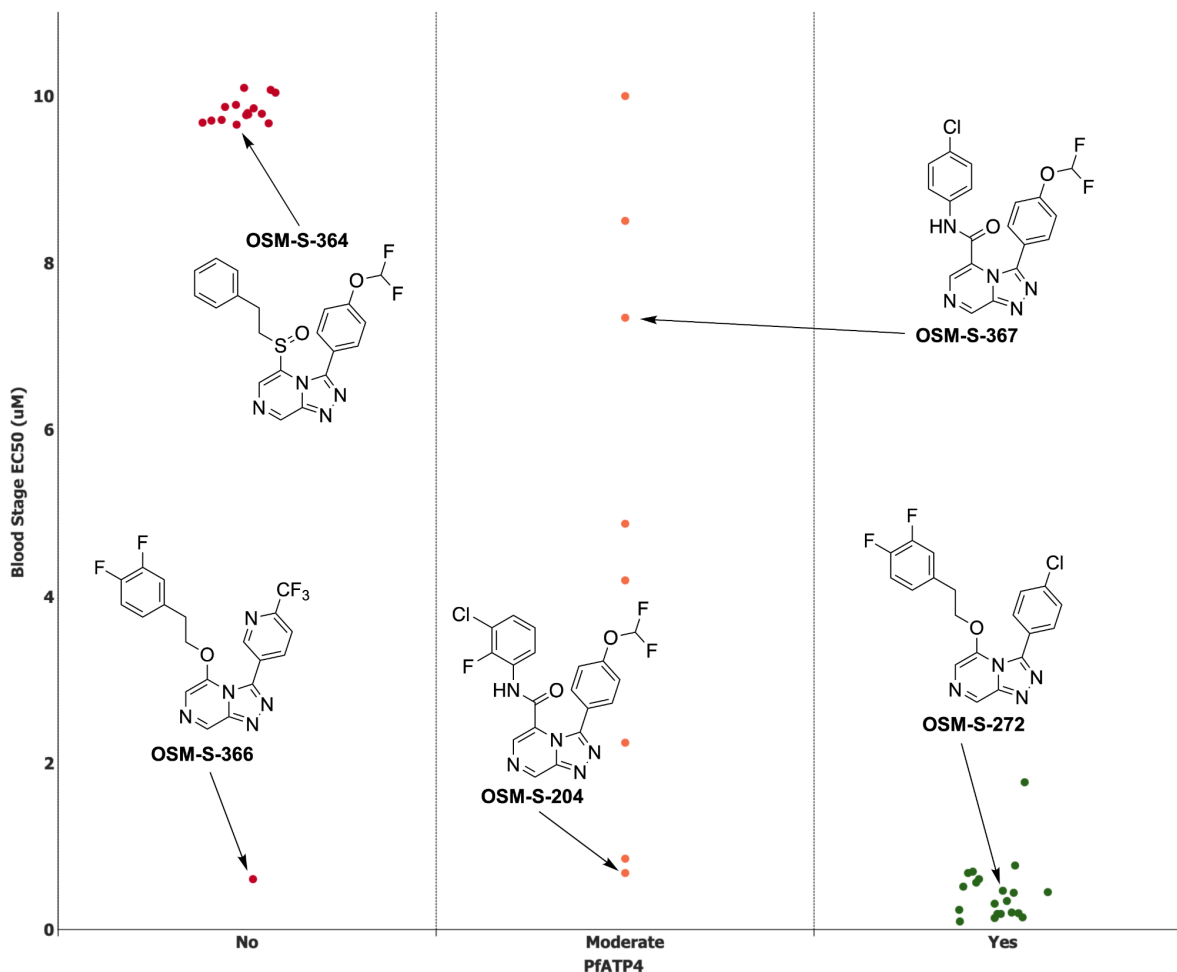 10
8
6
4
2
0
Blood Stage EC50 (uM)
No
Moderate
Yes
PfATP4
OSM-S-364
F
O
F
S
O
N
N
N
N
OSM-S-367
Cl
F
O
F
HN
O
N
N
N
N
OSM-S-366
F
F
CF3
N
O
N
N
N
N
OSM-S-204
Cl
F
F
O
F
HN
O
N
N
N
N
OSM-S-272
F
F
Cl
O
N
N
N
N